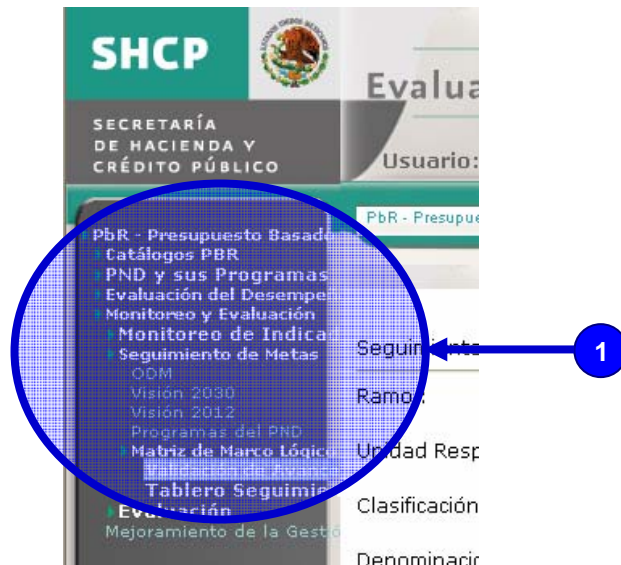 SHCP
SECRETARÍA
DE HACIENDA Y
CRÉDITO PÚBLICO
Evalua
Usuario:
PbR - Presupue
PbR - Presupuesto Basado
Catálogos PBR
PND y sus Programas
Evaluación del Desempe
Monitoreo y Evaluación
Monitoreo de Indica
Seguimiento de Metas
ODM
Visión 2030
Visión 2012
Programas del PND
Matriz de Marco Lógico
Tablero Seguimie
Evaluación
Mejoramiento de la Gestió
Seguimiento
Ramo:
Unidad Resp
Clasificación
Denominació
1